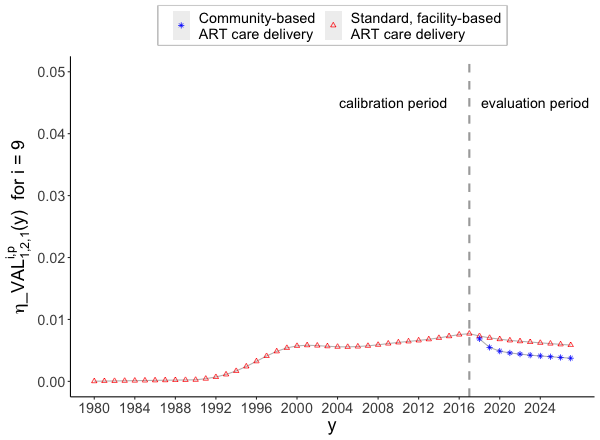 Community-based
ART care delivery
Standard, facility-based
ART care delivery
0.05
0.04
0.03
0.02
0.01
0.00
η_VAL^{i,p}_{1,2,1}(y) for i = 9
calibration period
evaluation period
1980 1984 1988 1992 1996 2000 2004 2008 2012 2016 2020 2024
y